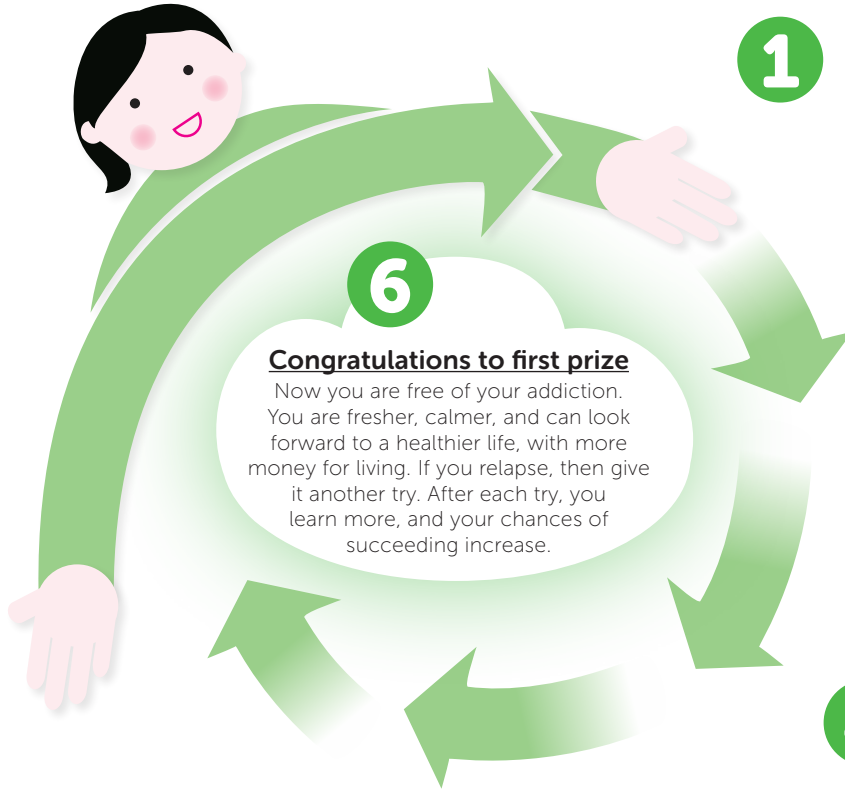 1
6
Congratulations to first prize
Now you are free of your addiction.
You are fresher, calmer, and can look
forward to a healthier life, with more
money for living. If you relapse, then give
it another try. After each try, you
learn more, and your chances of
succeeding increase.